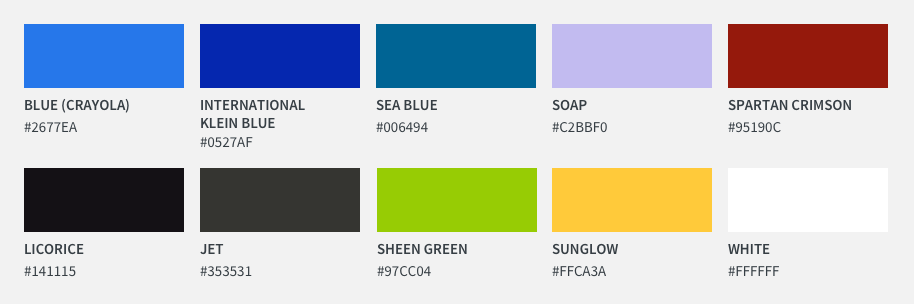 BLUE (CRAYOLA)
#2677EA
INTERNATIONAL
KLEIN BLUE
#0527AF
SEA BLUE
#006494
SOAP
#C2BBF0
SPARTAN CRIMSON
#95190C
LICORICE
#141115
JET
#353531
SHEEN GREEN
#97CC04
SUNGLOW
#FFCA3A
WHITE
#FFFFFF